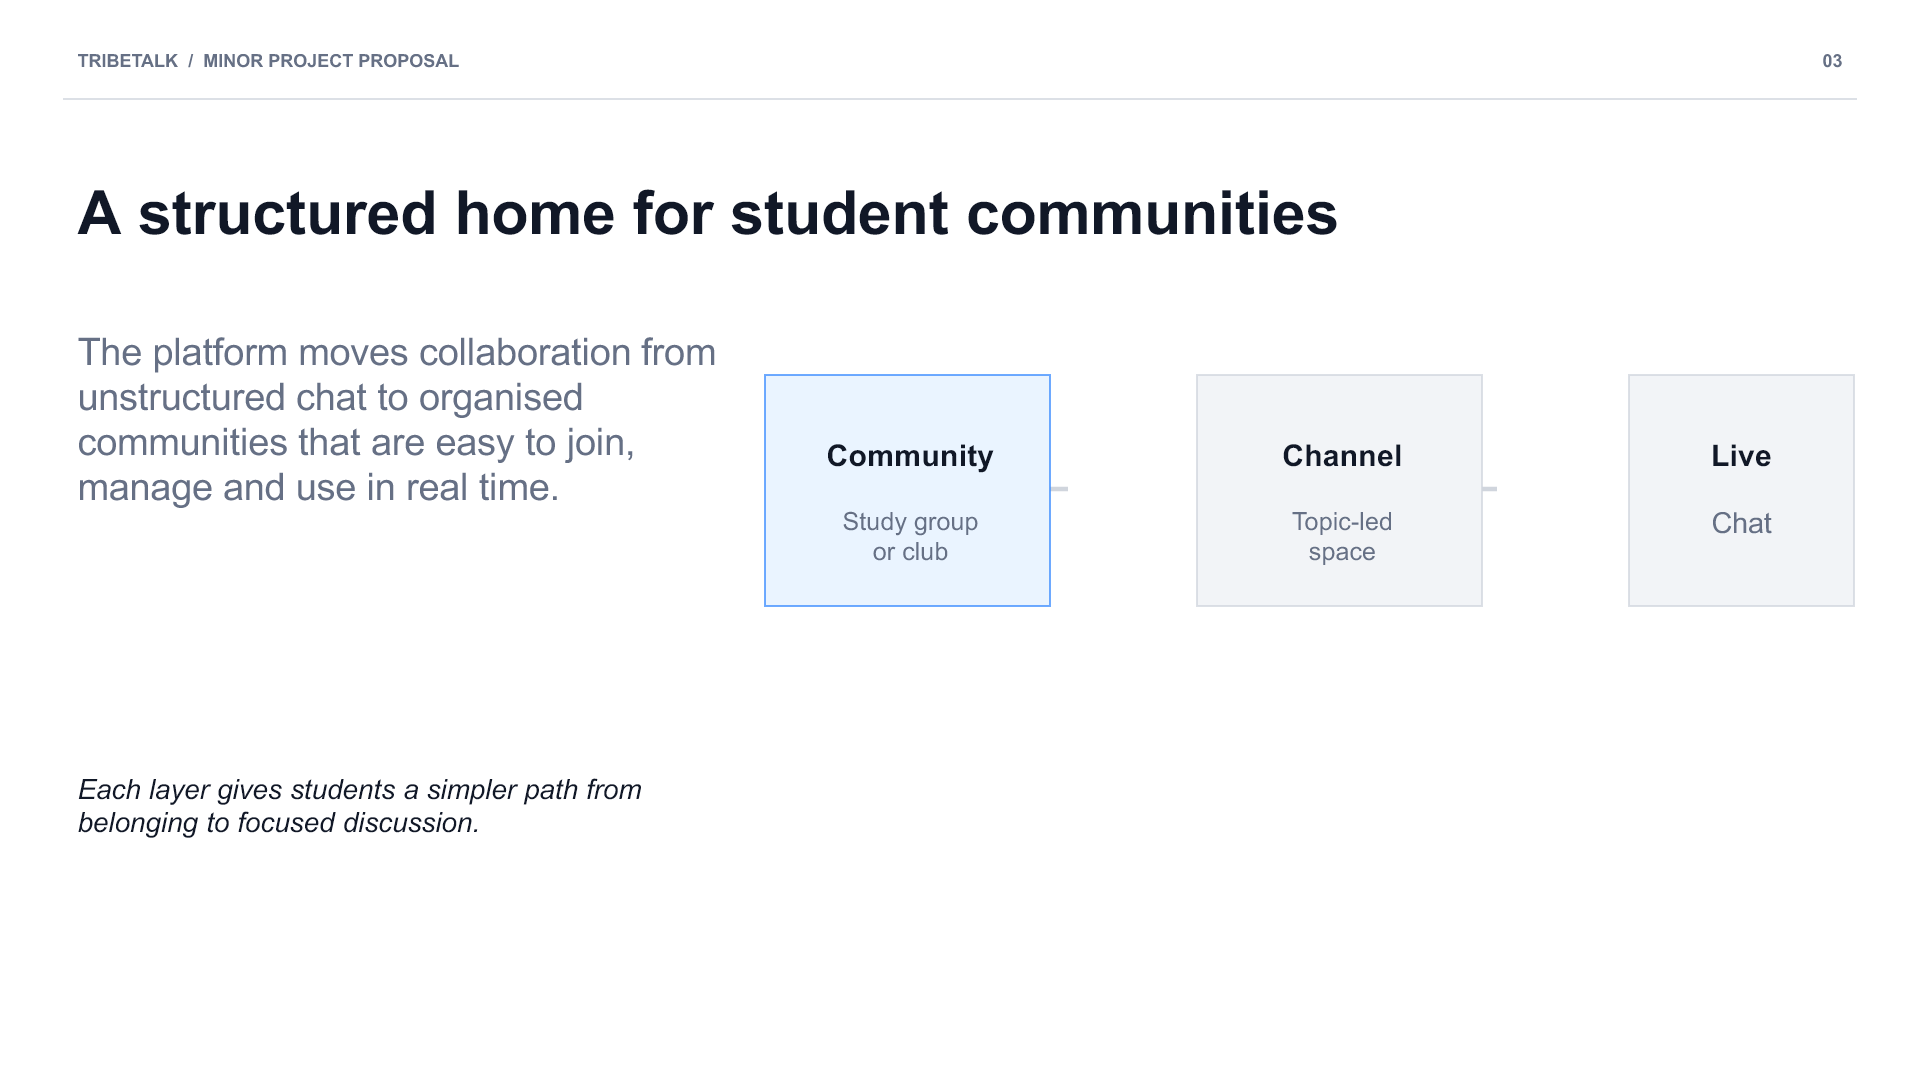 TRIBETALK / MINOR PROJECT PROPOSAL
03
A structured home for student communities
The platform moves collaboration from
unstructured chat to organised
communities that are easy to join,
manage and use in real time.
Community
Study group
or club
Channel
Topic-led
space
Live
Chat
Each layer gives students a simpler path from
belonging to focused discussion.